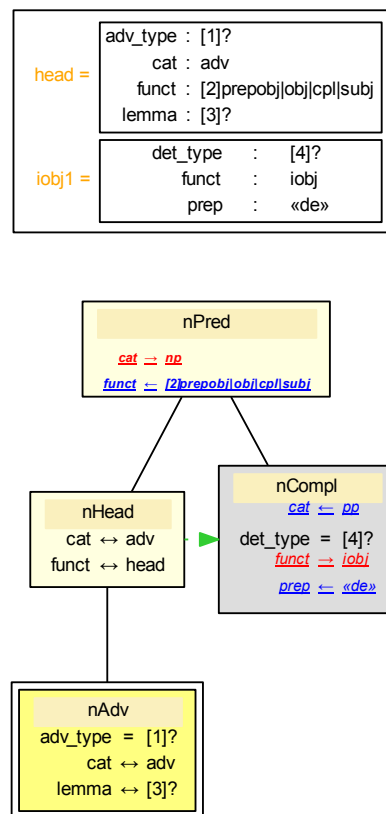 head =
adv_type : [1]?
cat : adv
funct : [2]prepobj|obj|cpl|subj
lemma : [3]?
iobj1 =
det_type : [4]?
funct : iobj
prep : «de»
nPred
cat → np
funct ← [2]prepobj|obj|cpl|subj
nHead
cat ↔ adv
funct ↔ head
nCompl
cat ← pp
det_type = [4]?
funct → iobj
prep ← «de»
nAdv
adv_type = [1]?
cat ↔ adv
lemma ↔ [3]?